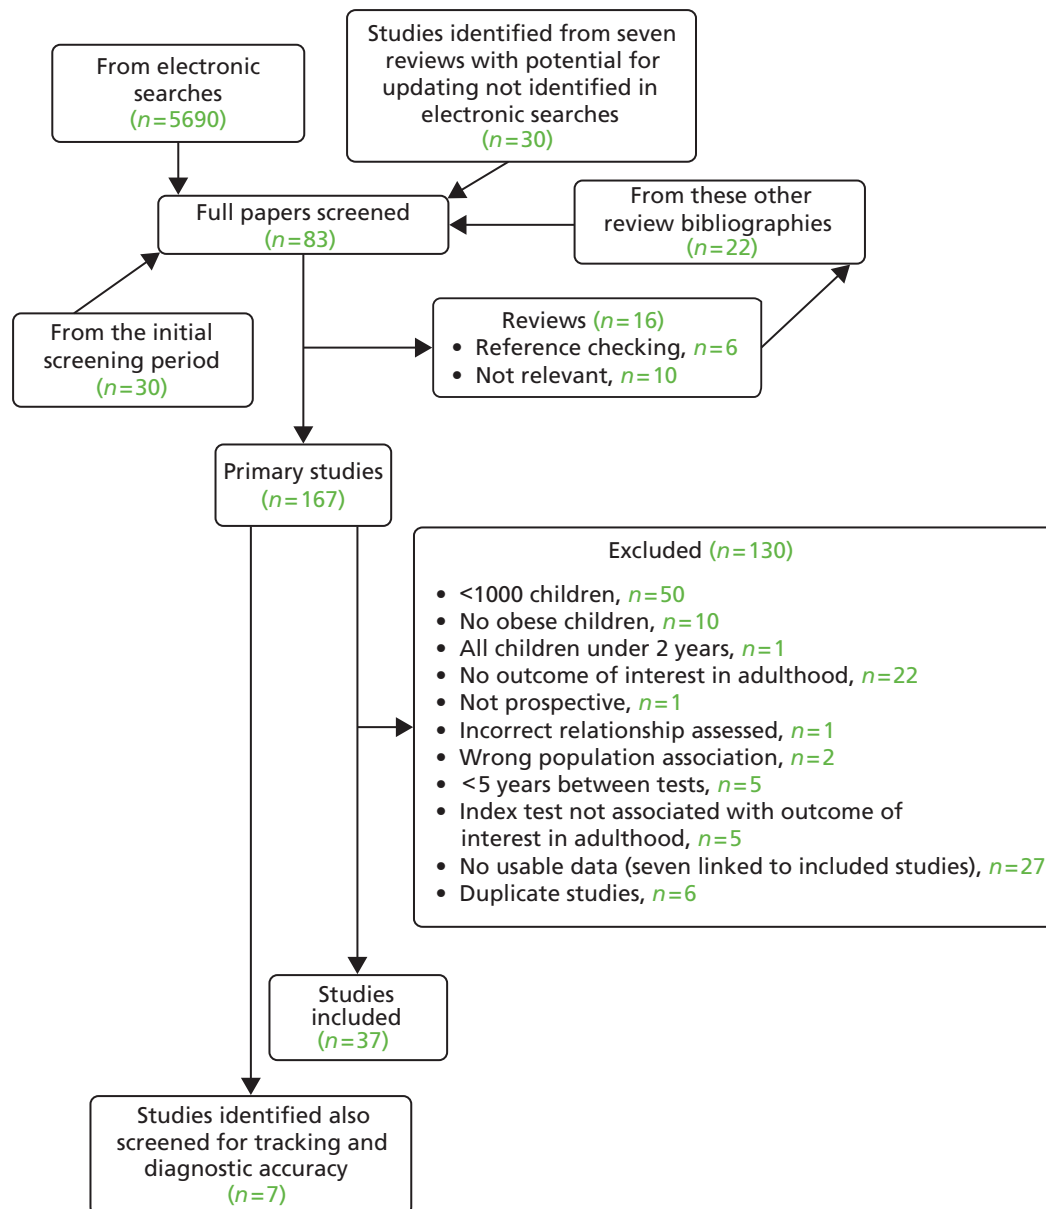 From electronic
searches
(n=5690)
Studies identified from seven
reviews with potential for
updating not identified in
electronic searches
(n=30)
Full papers screened
(n=83)
From these other
review bibliographies
(n=22)
From the initial
screening period
(n=30)
Reviews (n=16)
• Reference checking, n=6
• Not relevant, n=10
Primary studies
(n=167)
Excluded (n=130)
• <1000 children, n=50
• No obese children, n=10
• All children under 2 years, n=1
• No outcome of interest in adulthood, n=22
• Not prospective, n=1
• Incorrect relationship assessed, n=1
• Wrong population association, n=2
• <5 years between tests, n=5
• Index test not associated with outcome of
interest in adulthood, n=5
• No usable data (seven linked to included studies), n=27
• Duplicate studies, n=6
Studies
included
(n=37)
Studies identified also
screened for tracking and
diagnostic accuracy
(n=7)